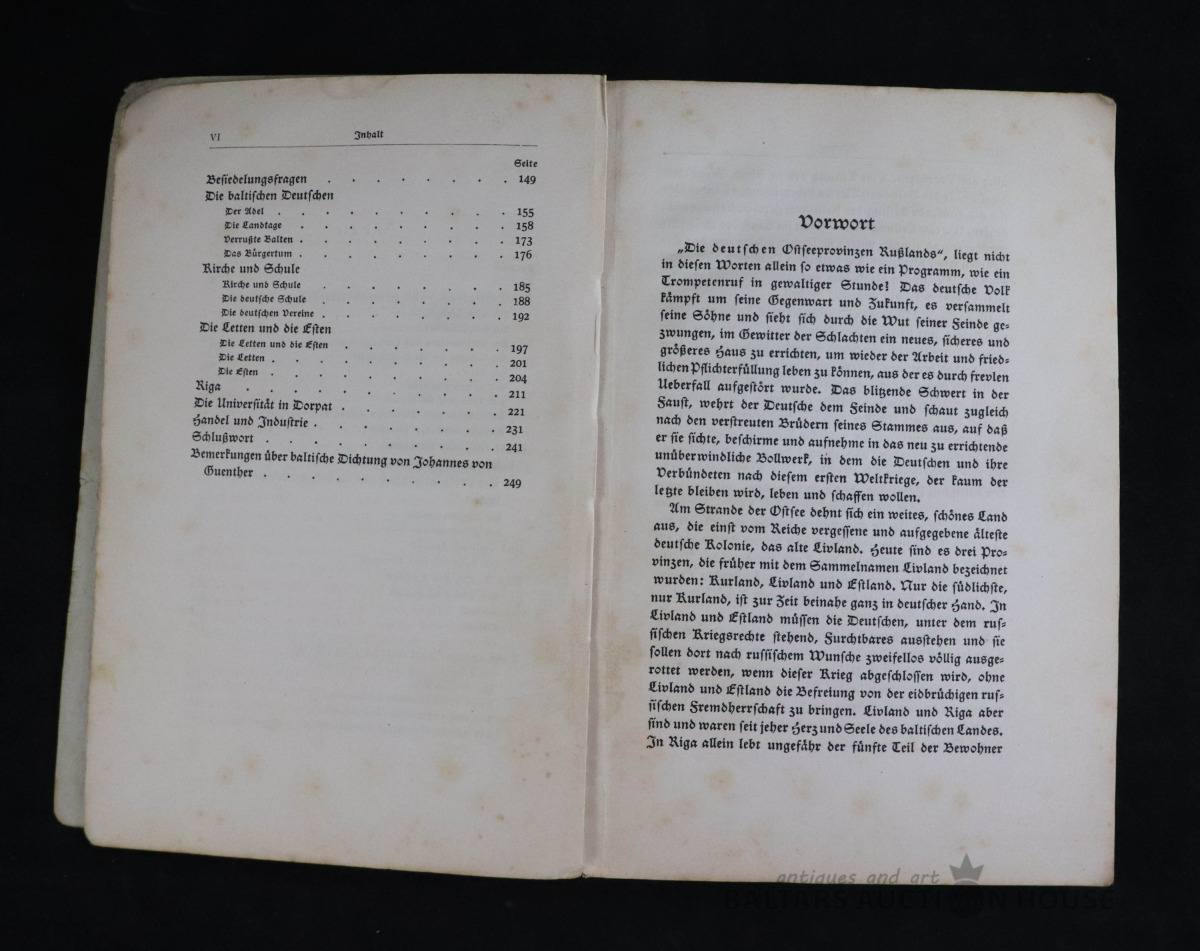 VI Inhalt
Seite
Besiedelungsfragen . . . . . . . . 149
Die baltischen Deutschen
Der Adel . . . . . . . . . . 155
Die Landtage . . . . . . . . . 158
Verrußte Balten . . . . . . . . . 173
Das Bürgertum . . . . . . . . . 176
Kirche und Schule
Kirche und Schule . . . . . . . . 185
Die deutsche Schule . . . . . . . . 188
Die deutschen Vereine . . . . . . . . 192
Die Letten und die Esten
Die Letten und die Esten . . . . . . . 197
Die Letten . . . . . . . . . . 201
Die Esten . . . . . . . . . . 204
Riga . . . . . . . . . . . 211
Die Universität in Dorpat . . . . . . . 221
Handel und Industrie . . . . . . . . 231
Schlußwort . . . . . . . . . . 241
Bemerkungen über baltische Dichtung von Johannes von
Guenther . . . . . . . . . . 249
Vorwort
„Die deutschen Ostseeprovinzen Rußlands“, liegt nicht
in diesen Worten allein so etwas wie ein Programm, wie ein
Trompetenruf in gewaltiger Stunde! Das deutsche Volk
kämpft um seine Gegenwart und Zukunft, es versammelt
seine Söhne und sieht sich durch die Wut seiner Feinde ge-
zwungen, im Gewitter der Schlachten ein neues, sicheres und
größeres Haus zu errichten, um wieder der Arbeit und fried-
lichen Pflichterfüllung leben zu können, aus der es durch frevlen
Ueberfall aufgestört wurde. Das blitzende Schwert in der
Faust, wehrt der Deutsche dem Feinde und schaut zugleich
nach den verstreuten Brüdern seines Stammes aus, auf daß
er sie sichte, beschirme und aufnehme in das neu zu errichtende
unüberwindliche Bollwerk, in dem die Deutschen und ihre
Verbündeten nach diesem ersten Weltkriege, der kaum der
letzte bleiben wird, leben und schaffen wollen.
Am Strande der Ostsee dehnt sich ein weites, schönes Land
aus, die einst vom Reiche vergessene und aufgegebene älteste
deutsche Kolonie, das alte Livland. Heute sind es drei Pro-
vinzen, die früher mit dem Sammelnamen Livland bezeichnet
wurden: Kurland, Livland und Estland. Nur die südlichste,
nur Kurland, ist zur Zeit beinahe ganz in deutscher Hand. In
Livland und Estland müssen die Deutschen, unter dem rus-
sischen Kriegsrechte stehend, Furchtbares ausstehen und sie
sollen dort nach russischem Wunsche zweifellos völlig ausge-
rottet werden, wenn dieser Krieg abgeschlossen wird, ohne
Livland und Estland die Befreiung von der eidbrüchigen rus-
sischen Fremdherrschaft zu bringen. Livland und Riga aber
sind und waren seit jeher Herz und Seele des baltischen Landes.
In Riga allein lebt ungefähr der fünfte Teil der Bewohner
antiques and art
BALTARS AUCTION HOUSE